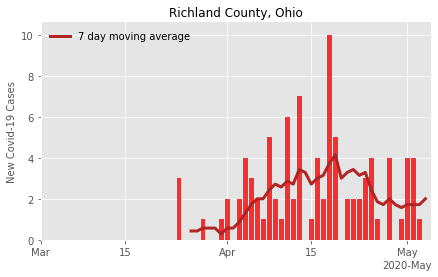 Richland County, Ohio
7 day moving average
New Covid-19 Cases
10
8
6
4
2
0
Mar 15 Apr 15 May
2020-May